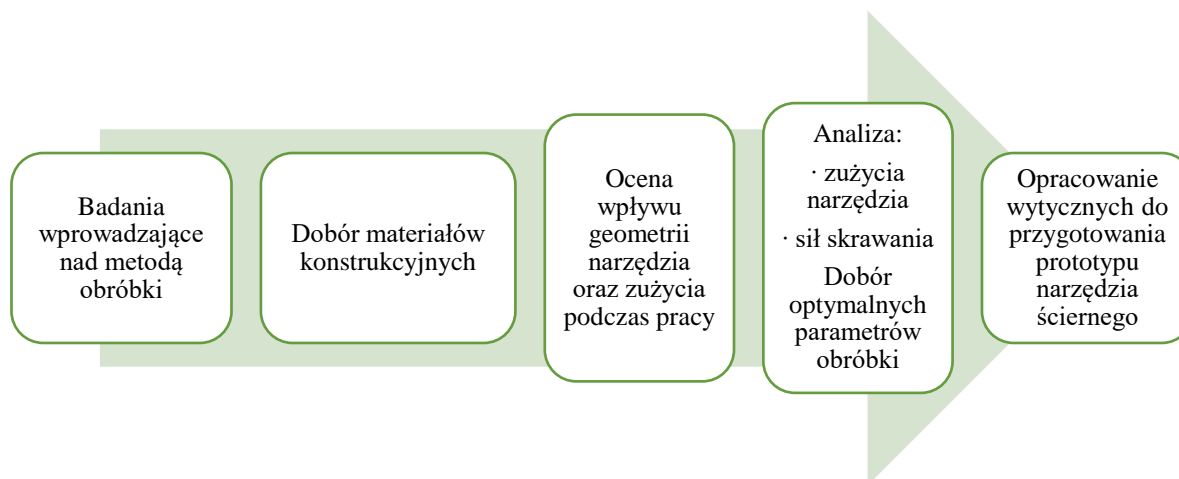 Badania
wprowadzające
nad metodą
obróbki
Dobór materiałów
konstrukcyjnych
Ocena
wpływu
geometrii
narzędzia
oraz zużycia
podczas pracy
Analiza:
· zużycia
narzędzia
· sił skrawania
Dobór
optymalnych
parametrów
obróbki
Opracowanie
wytycznych do
przygotowania
prototypu
narzędzia
ściernego